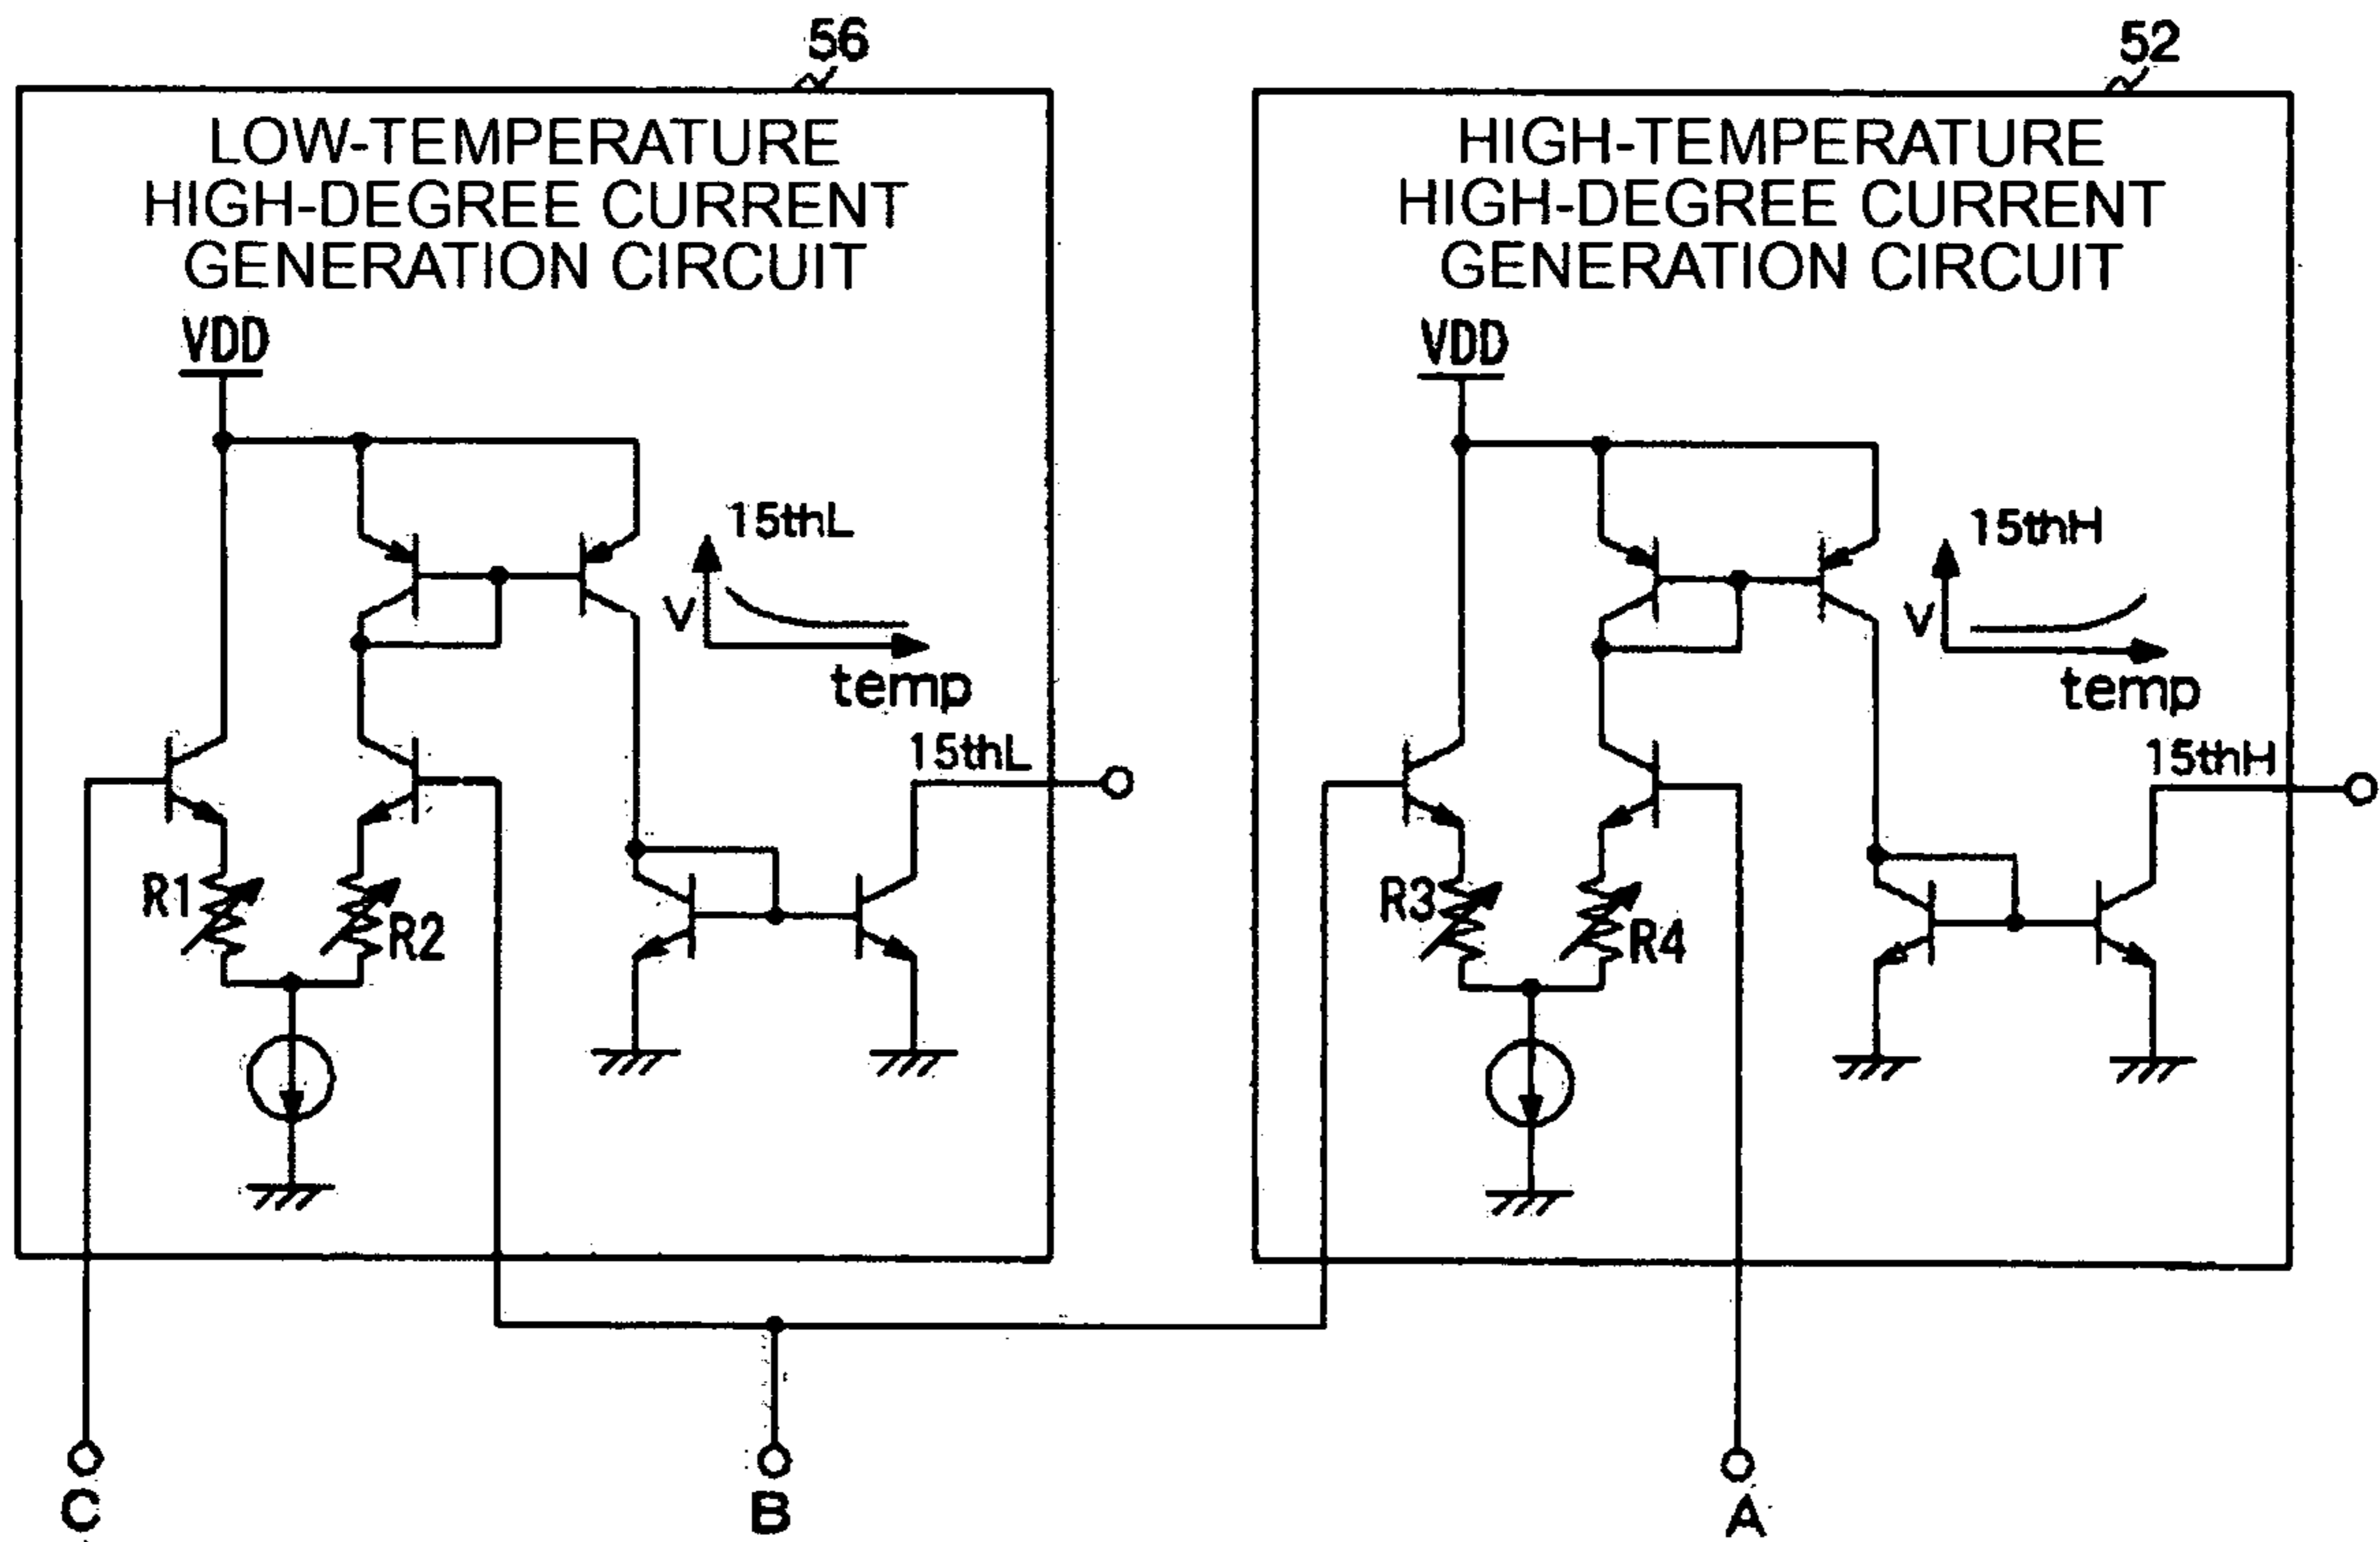 56
LOW-TEMPERATURE
HIGH-DEGREE CURRENT
GENERATION CIRCUIT
VDD
15thL
V
temp
15thL
R1
R2
52
HIGH-TEMPERATURE
HIGH-DEGREE CURRENT
GENERATION CIRCUIT
VDD
15thH
V
temp
15thH
R3
R4
C
B
A